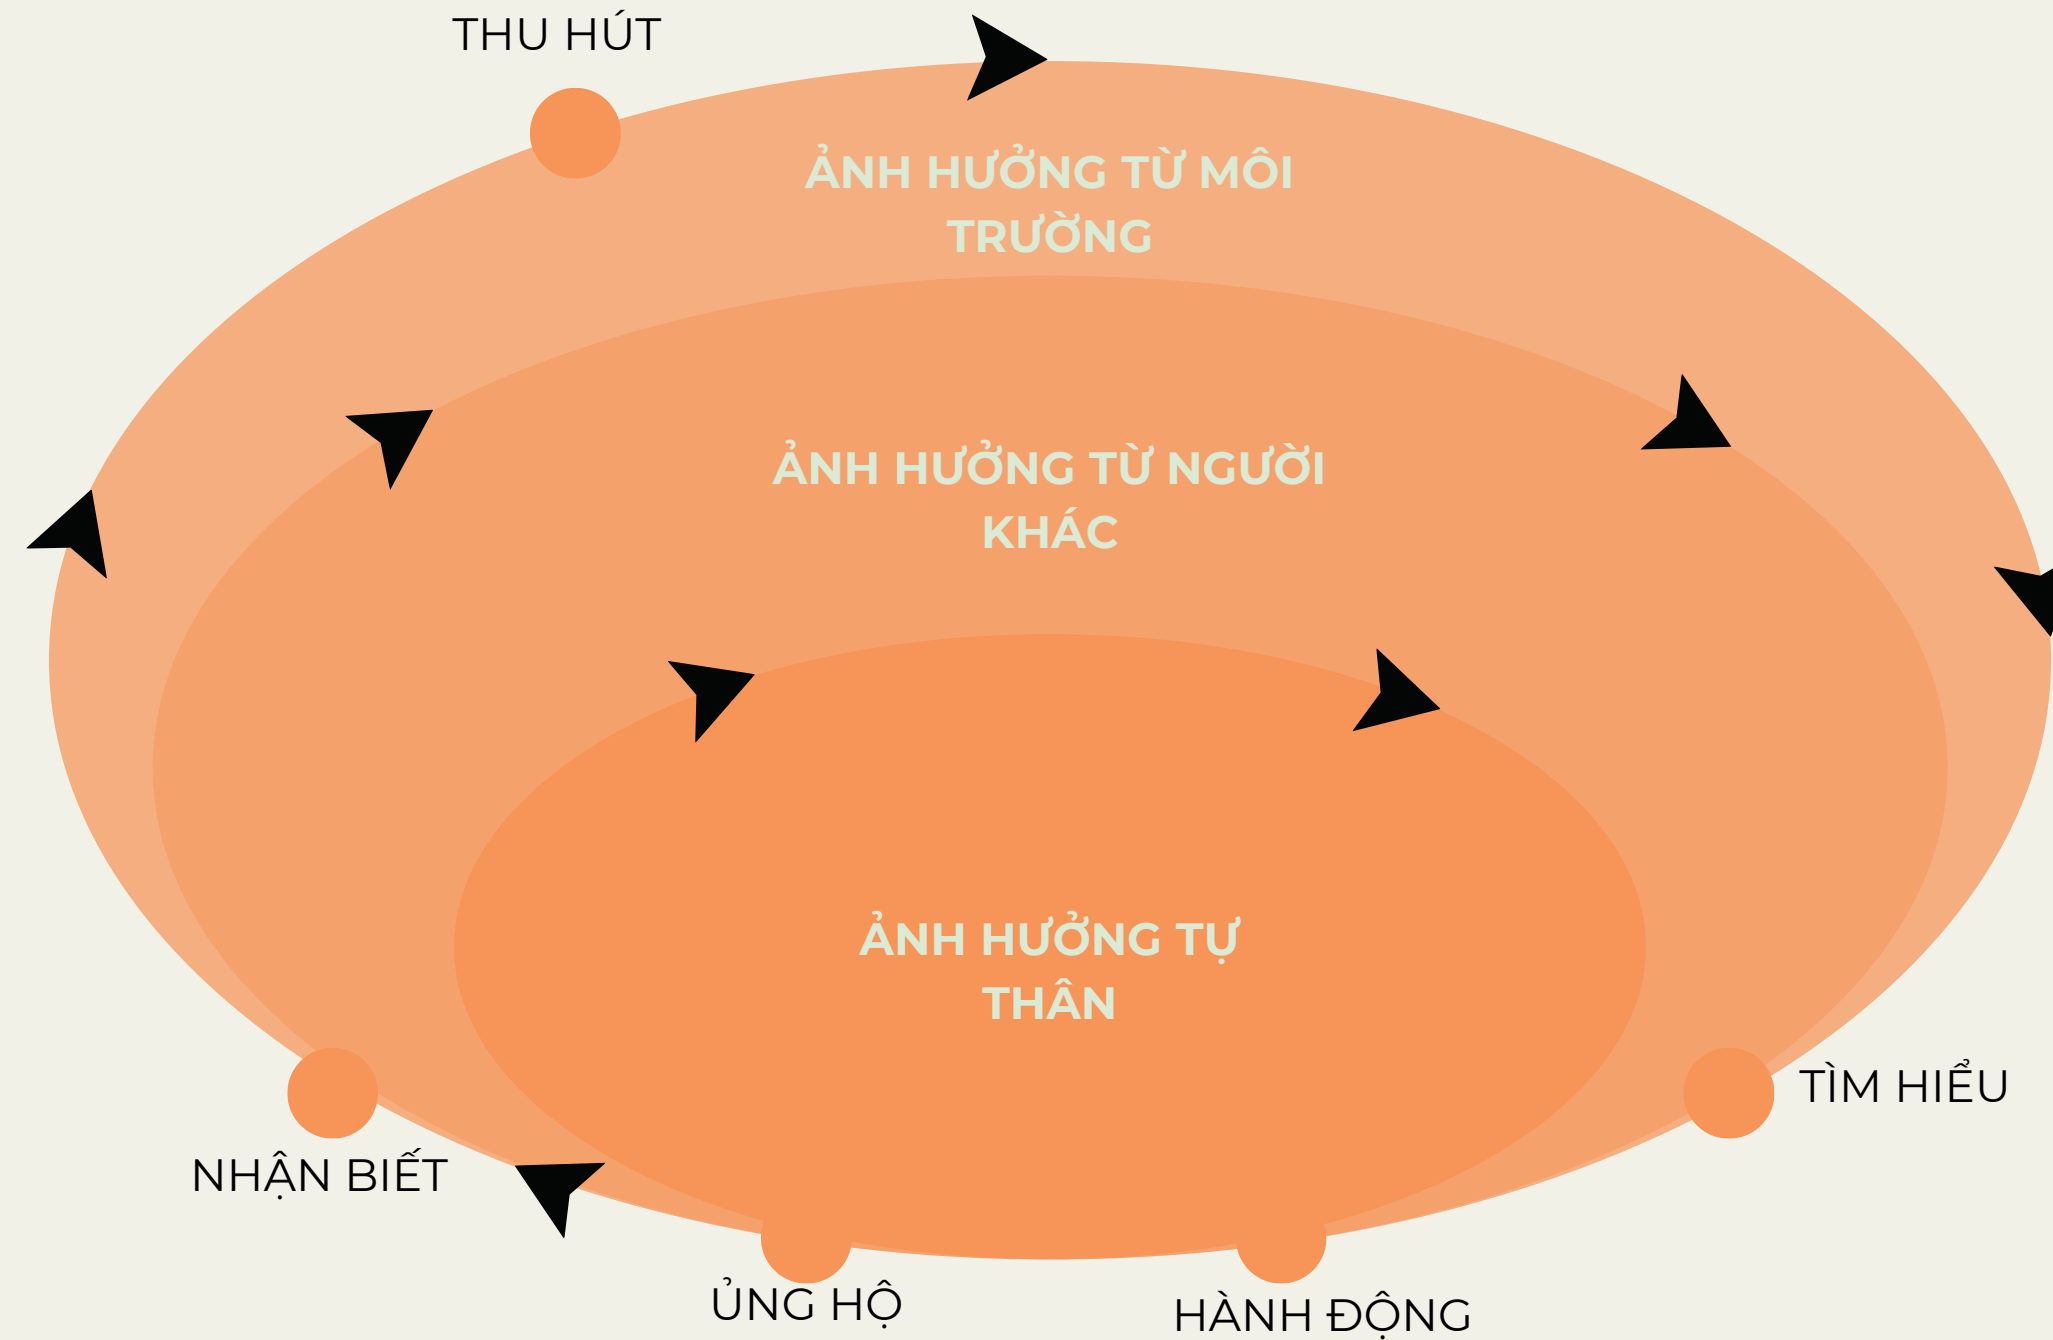 THU HÚT
ẢNH HƯỞNG TỪ MÔI
TRƯỜNG
ẢNH HƯỞNG TỪ NGƯỜI
KHÁC
ẢNH HƯỞNG TỰ
THÂN
TÌM HIỂU
NHẬN BIẾT
ỦNG HỘ
HÀNH ĐỘNG